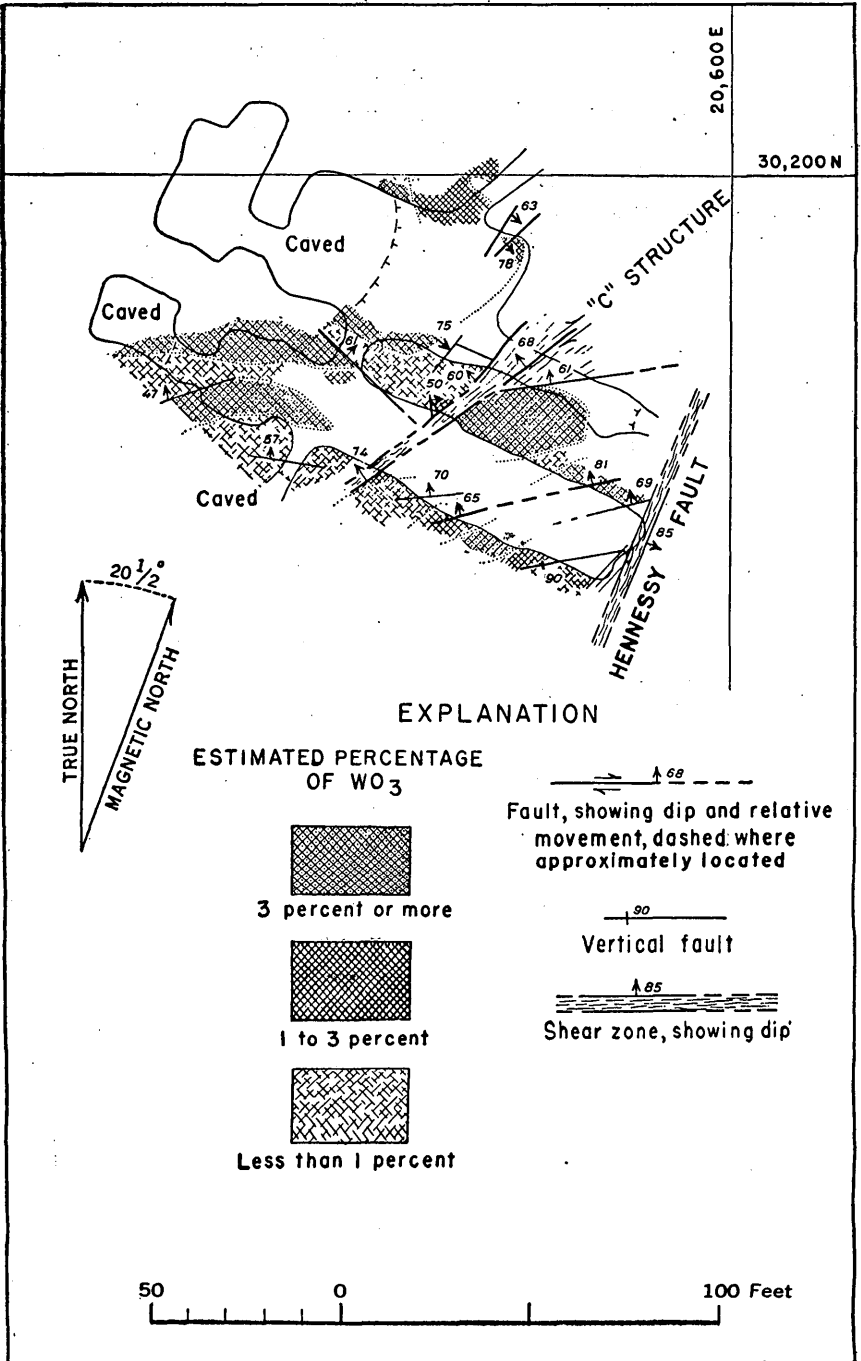 20,600 E
30,200 N
63
78
"C" STRUCTURE
Caved
Caved
75
68
61
61
60
50
47
57
74
70
65
81
69
85
90
Caved
HENNESSY FAULT
20 1/2°
TRUE NORTH
MAGNETIC NORTH
EXPLANATION
ESTIMATED PERCENTAGE
OF WO3
3 percent or more
1 to 3 percent
Less than 1 percent
68
Fault, showing dip and relative
movement, dashed where
approximately located
90
Vertical fault
85
Shear zone, showing dip
50 0 100 Feet